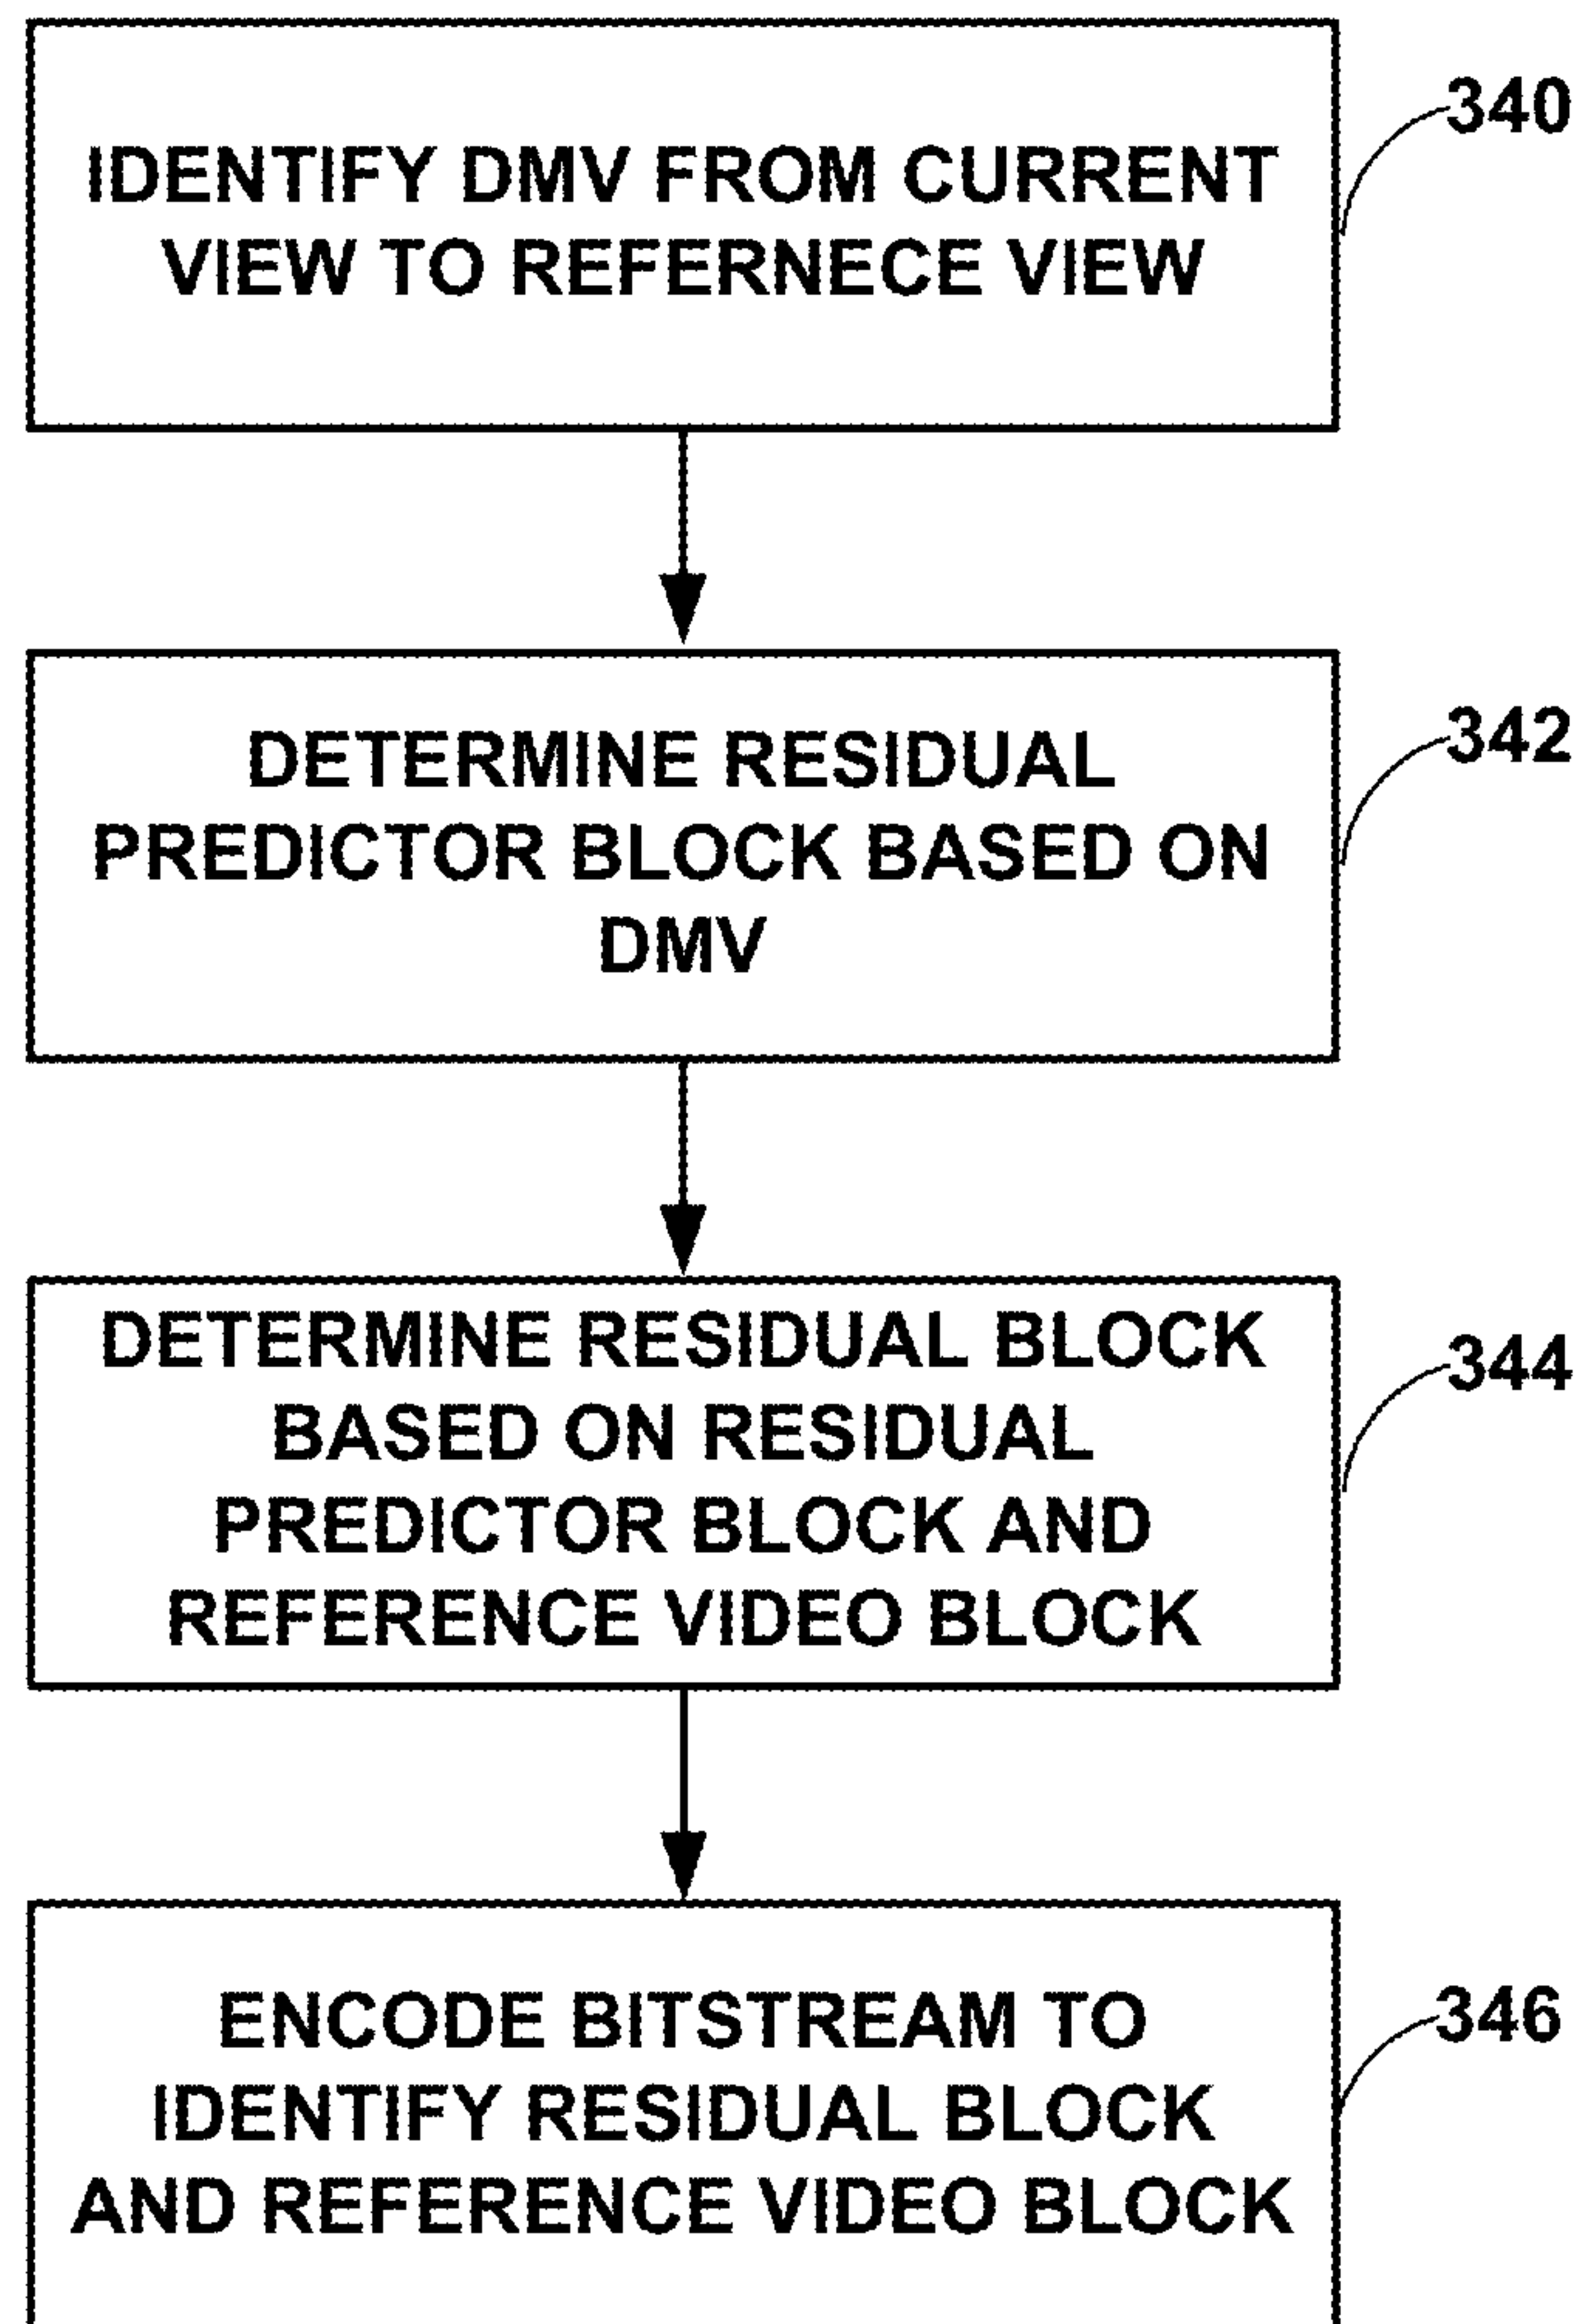 IDENTIFY DMV FROM CURRENT
VIEW TO REFERNECE VIEW
340
DETERMINE RESIDUAL
PREDICTOR BLOCK BASED ON
DMV
342
DETERMINE RESIDUAL BLOCK
BASED ON RESIDUAL
PREDICTOR BLOCK AND
REFERENCE VIDEO BLOCK
344
ENCODE BITSTREAM TO
IDENTIFY RESIDUAL BLOCK
AND REFERENCE VIDEO BLOCK
346